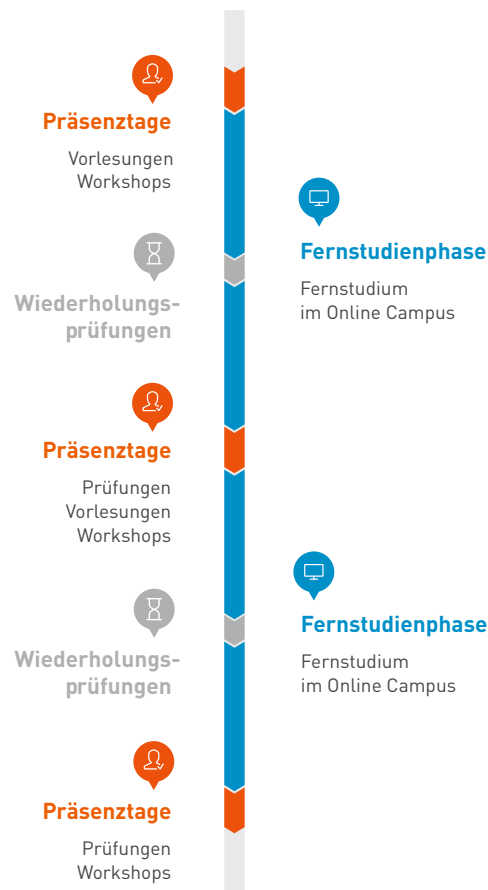 Präsenztage
Vorlesungen
Workshops
Fernstudienphase
Fernstudium
im Online Campus
Wiederholungs-
prüfungen
Präsenztage
Prüfungen
Vorlesungen
Workshops
Fernstudienphase
Fernstudium
im Online Campus
Wiederholungs-
prüfungen
Präsenztage
Prüfungen
Workshops